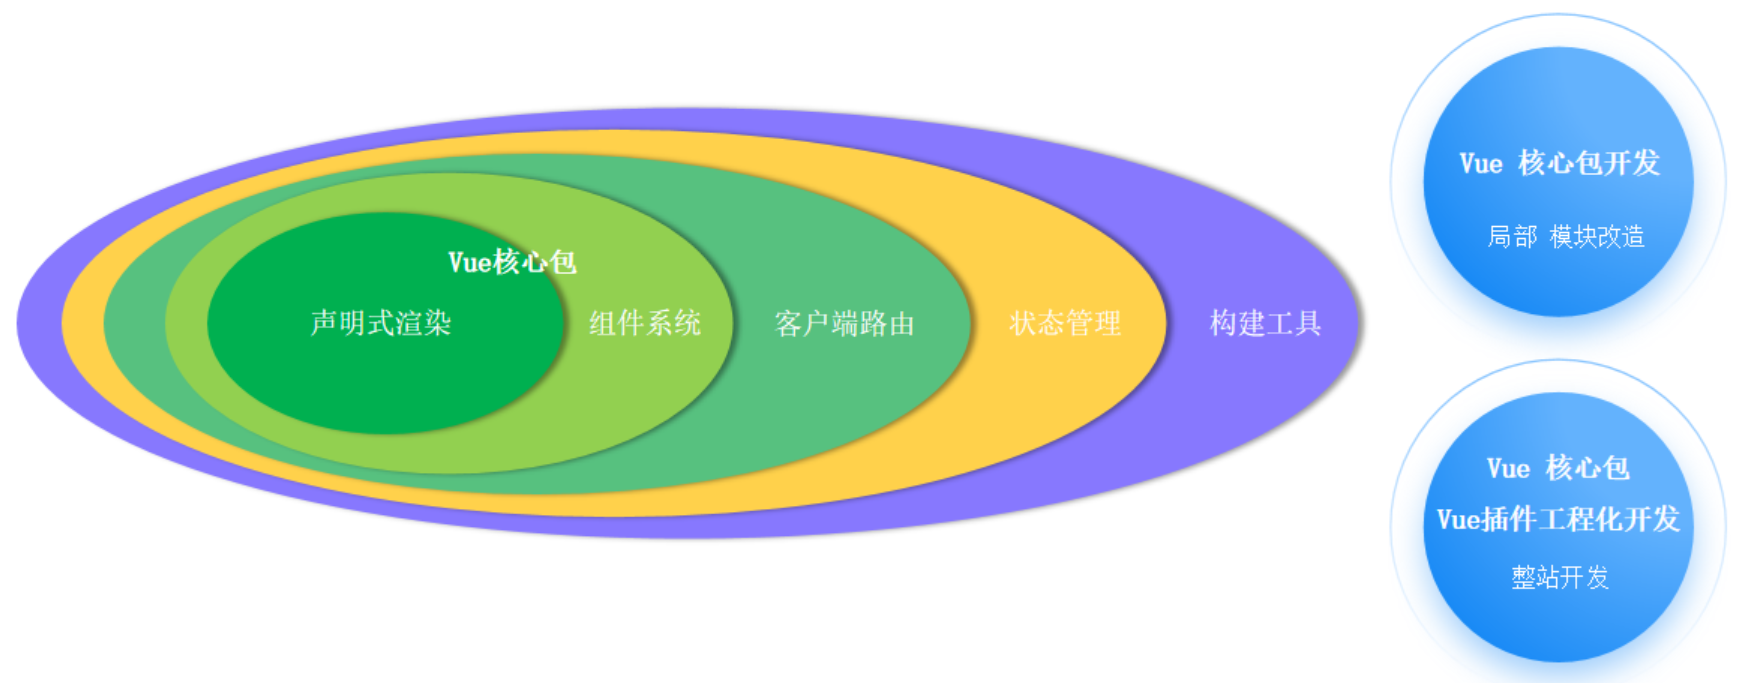 Vue核心包
声明式渲染
组件系统
客户端路由
状态管理
构建工具
Vue 核心包开发
局部 模块改造
Vue 核心包
Vue插件工程化开发
整站开发